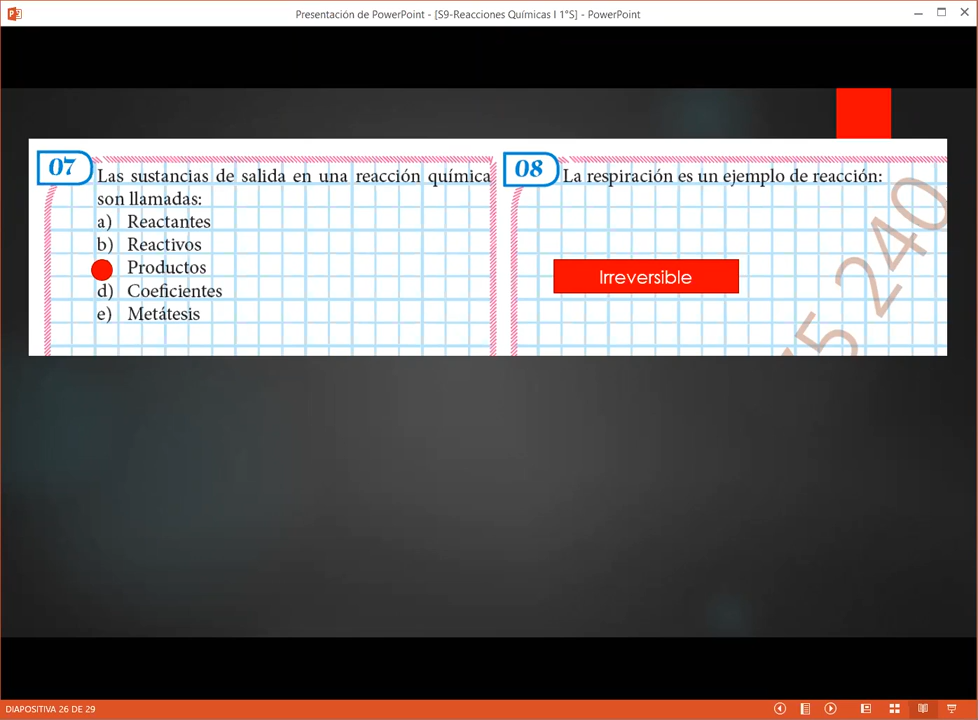 Presentación de PowerPoint - [S9-Reacciones Químicas I 1°S] - PowerPoint
07
Las sustancias de salida en una reacción química
son llamadas:
a) Reactantes
b) Reactivos
Productos
d) Coeficientes
e) Metátesis
08
La respiración es un ejemplo de reacción:
Irreversible
75 240
DIAPOSITIVA 26 DE 29